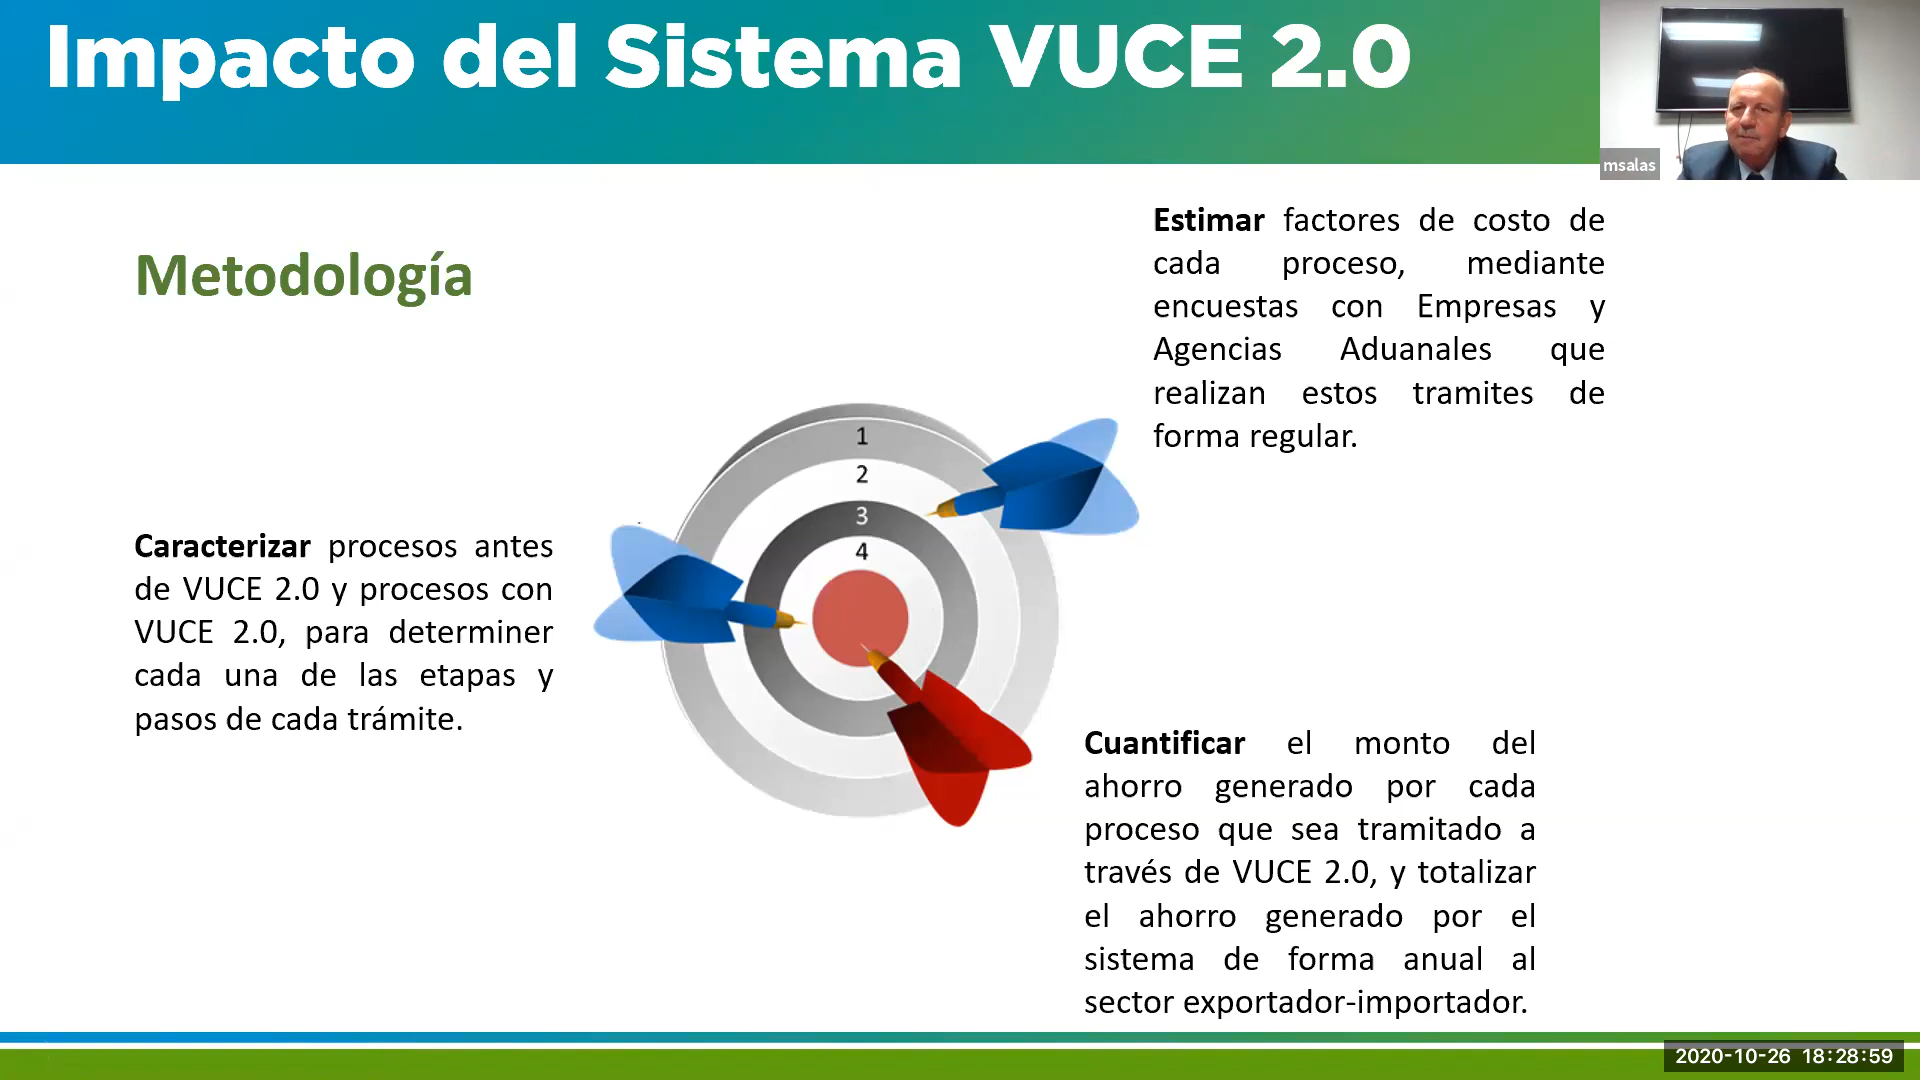 Impacto del Sistema VUCE 2.0
msalas
Metodología
Estimar factores de costo de
cada proceso, mediante
encuestas con Empresas y
Agencias Aduanales que
realizan estos tramites de
forma regular.
1
2
3
4
Caracterizar procesos antes
de VUCE 2.0 y procesos con
VUCE 2.0, para determiner
cada una de las etapas y
pasos de cada trámite.
Cuantificar el monto del
ahorro generado por cada
proceso que sea tramitado a
través de VUCE 2.0, y totalizar
el ahorro generado por el
sistema de forma anual al
sector exportador-importador.
2020-10-26 18:28:59